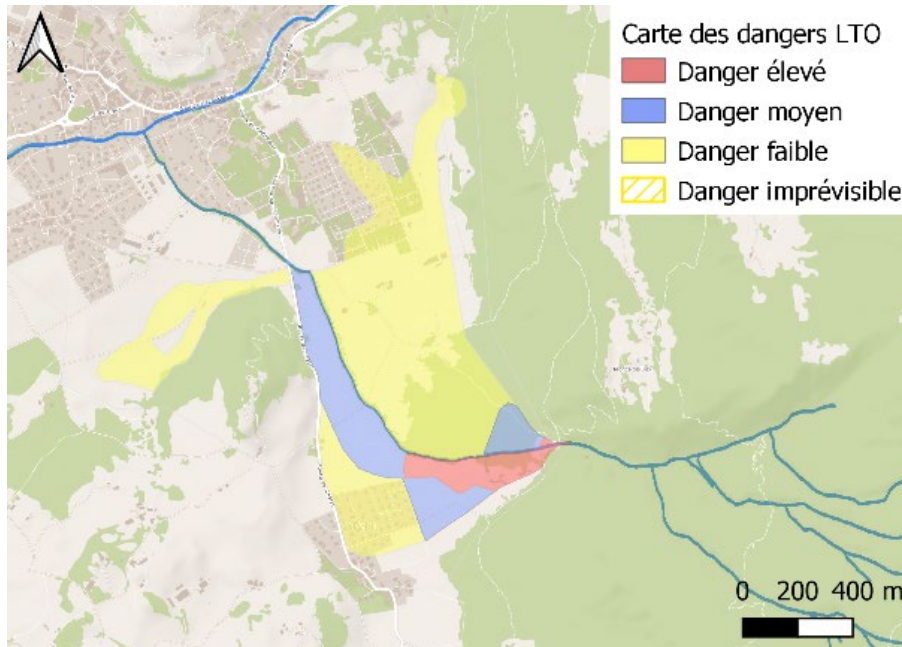 Carte des dangers LTO
Danger élevé
Danger moyen
Danger faible
Danger imprévisible
0 200 400 m